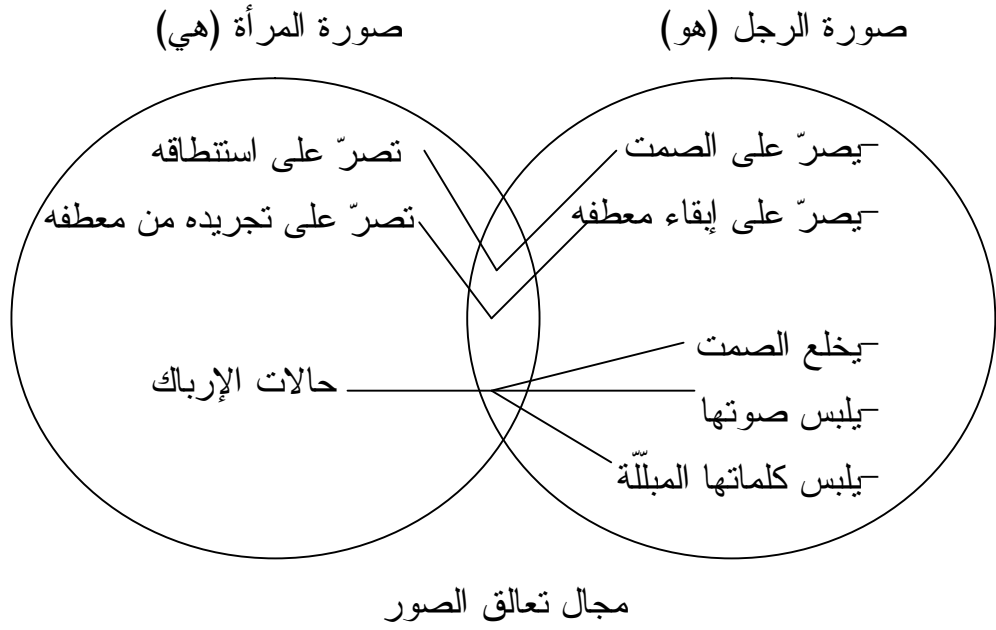 صورة الرجل (هو)
صورة المرأة (هي)
-يصرّ على الصمت
-يصرّ على إبقاء معطفه
-يخلع الصمت
-يلبس صوتها
-يلبس كلماتها المبلّلّة
تصرّ على استنطاقه
تصرّ على تجريده من معطفه
حالات الإرباك
مجال تعالق الصور